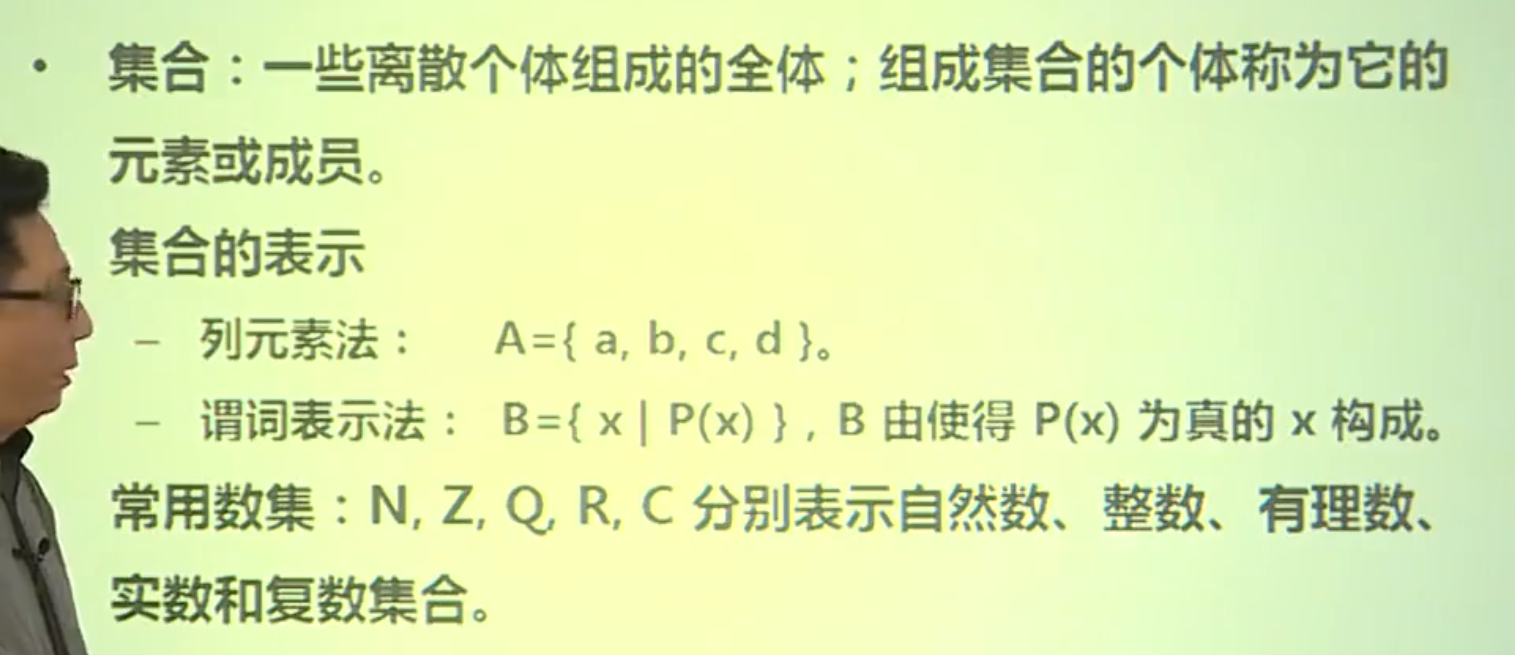 • 集合：一些离散个体组成的全体；组成集合的个体称为它的
元素或成员。
集合的表示
– 列元素法： A={ a, b, c, d }。
– 谓词表示法： B={ x | P(x) } , B 由使得 P(x) 为真的 x 构成。
常用数集：N, Z, Q, R, C 分别表示自然数、整数、有理数、
实数和复数集合。